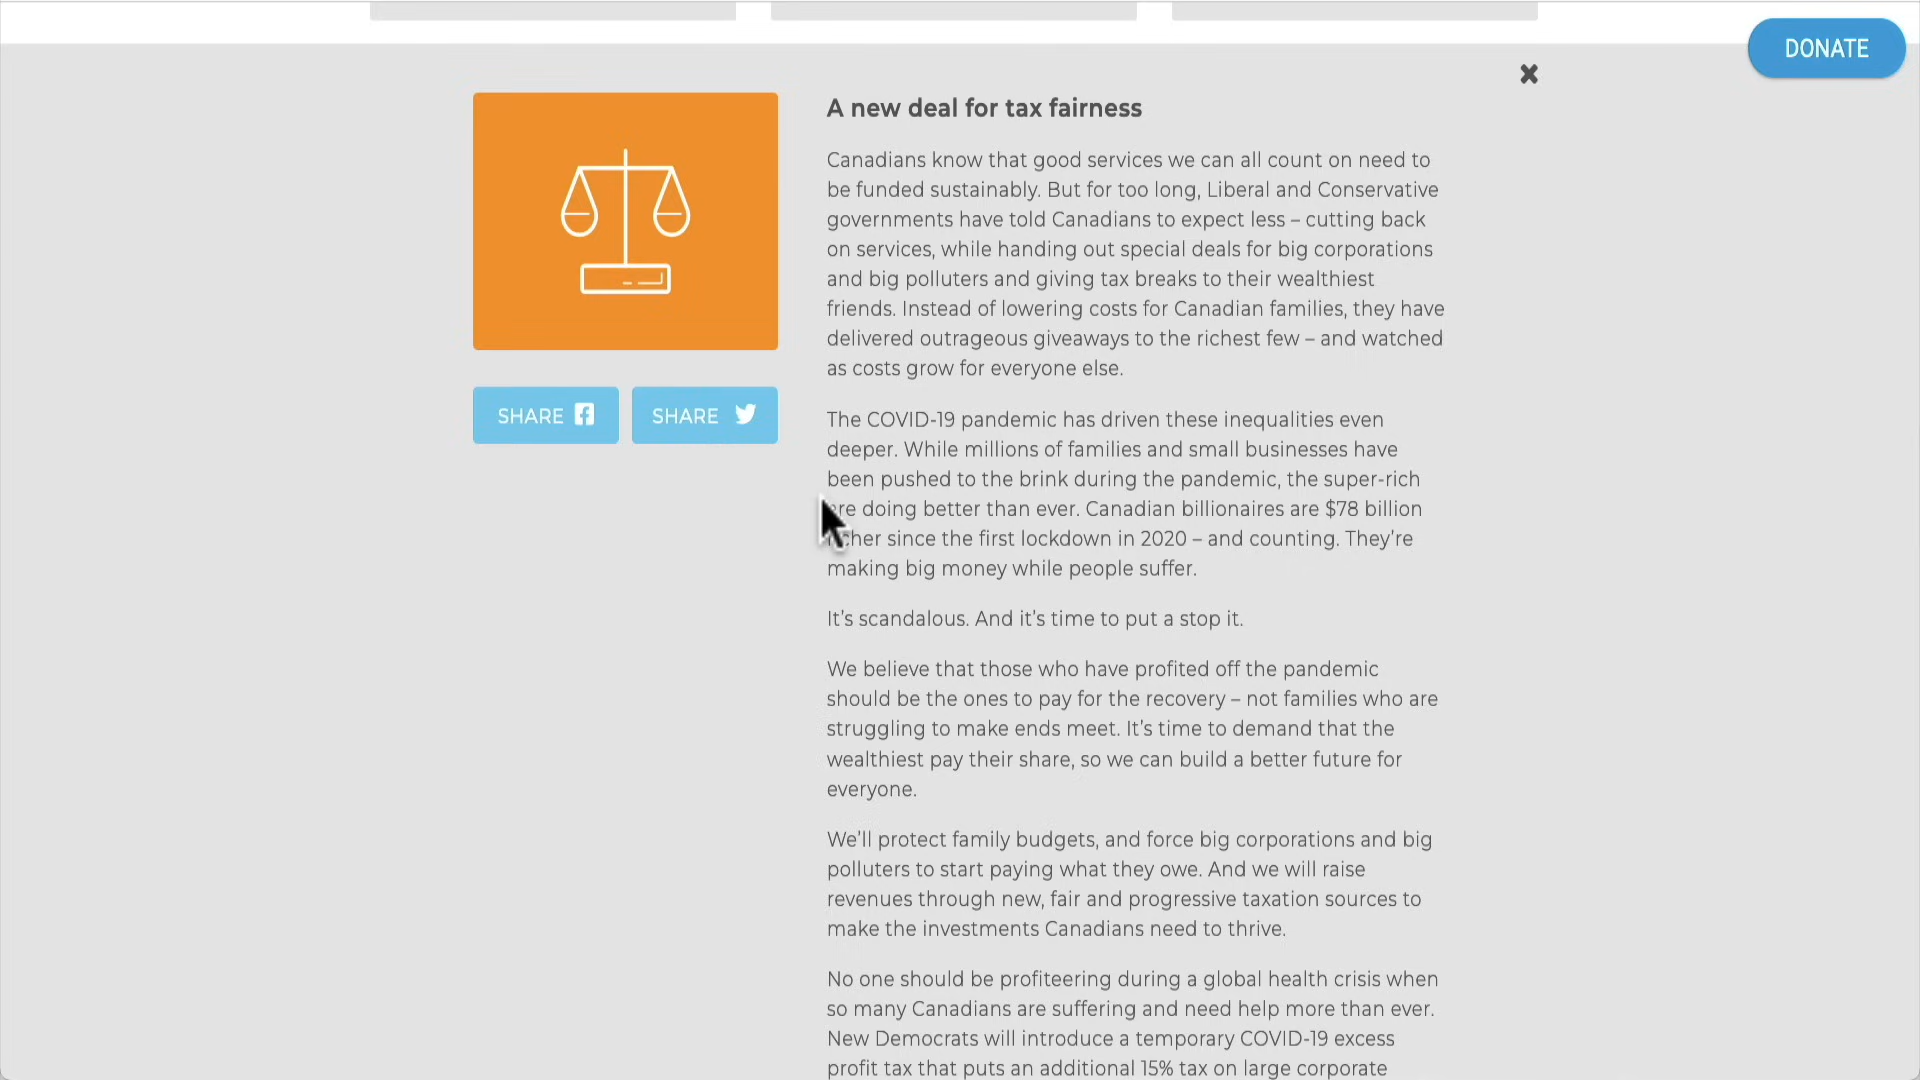 DONATE
A new deal for tax fairness
Canadians know that good services we can all count on need to
be funded sustainably. But for too long, Liberal and Conservative
governments have told Canadians to expect less – cutting back
on services, while handing out special deals for big corporations
and big polluters and giving tax breaks to their wealthiest
friends. Instead of lowering costs for Canadian families, they have
delivered outrageous giveaways to the richest few – and watched
as costs grow for everyone else.
SHARE
SHARE
The COVID-19 pandemic has driven these inequalities even
deeper. While millions of families and small businesses have
been pushed to the brink during the pandemic, the super-rich
are doing better than ever. Canadian billionaires are $78 billion
richer since the first lockdown in 2020 – and counting. They’re
making big money while people suffer.
It’s scandalous. And it’s time to put a stop it.
We believe that those who have profited off the pandemic
should be the ones to pay for the recovery – not families who are
struggling to make ends meet. It’s time to demand that the
wealthiest pay their share, so we can build a better future for
everyone.
We’ll protect family budgets, and force big corporations and big
polluters to start paying what they owe. And we will raise
revenues through new, fair and progressive taxation sources to
make the investments Canadians need to thrive.
No one should be profiteering during a global health crisis when
so many Canadians are suffering and need help more than ever.
New Democrats will introduce a temporary COVID-19 excess
profit tax that puts an additional 15% tax on large corporate